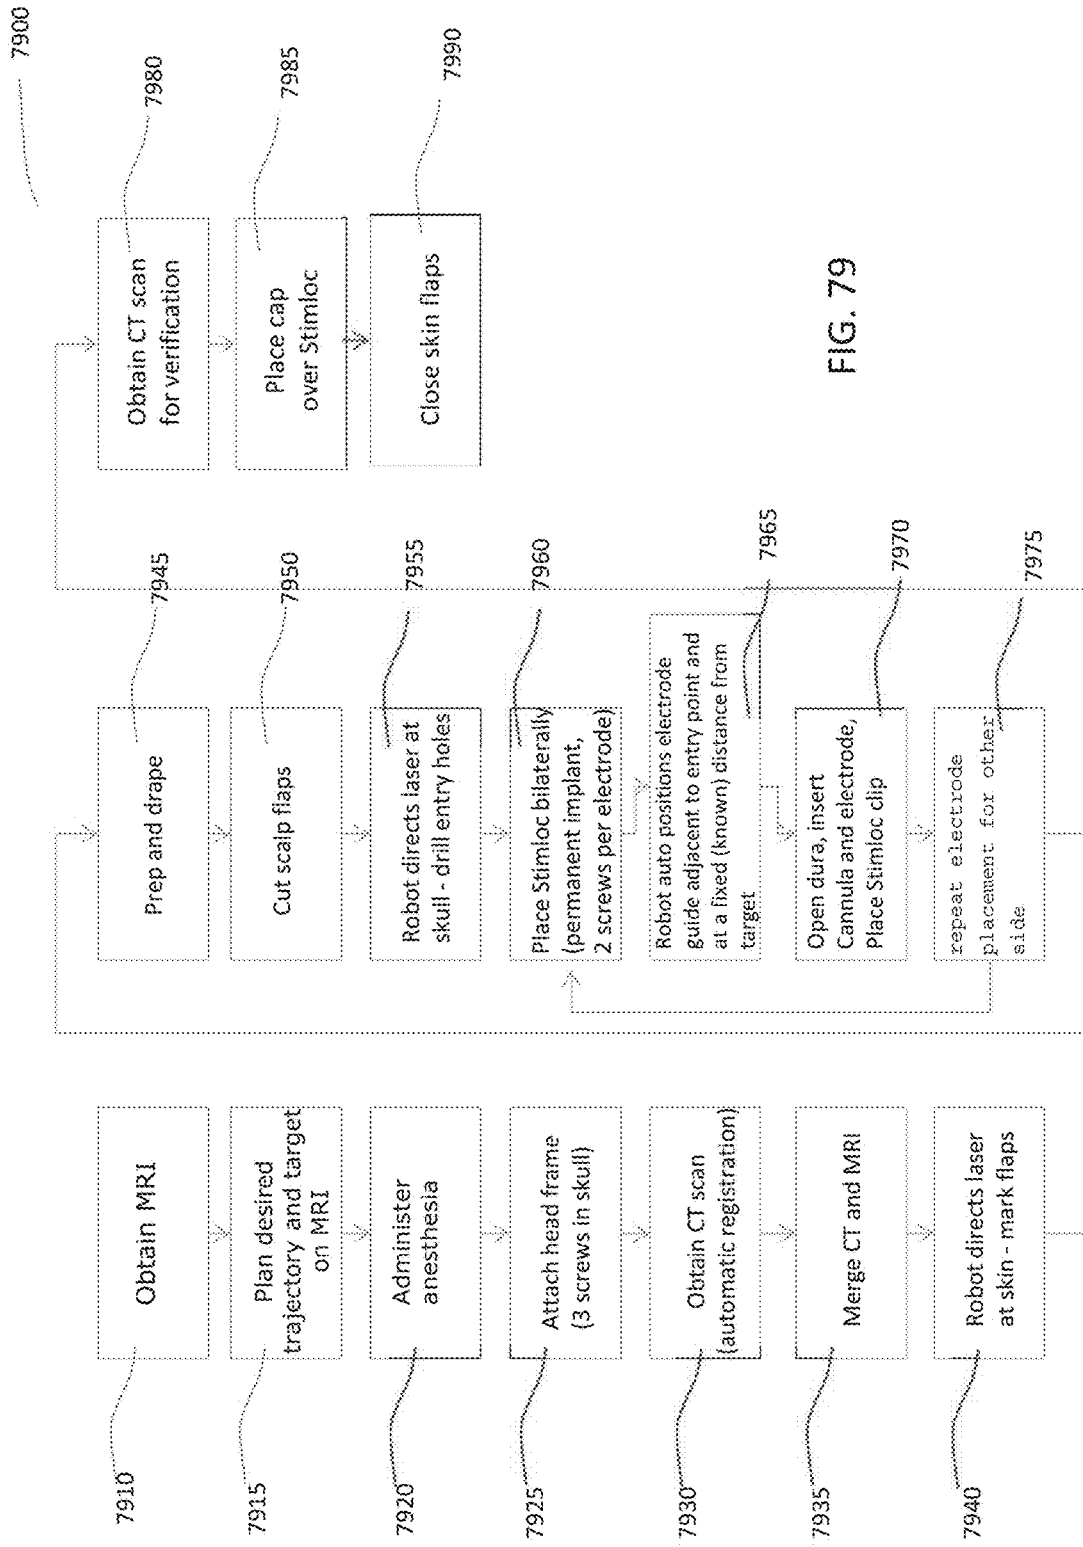 7900
7910
Obtain MRI
7915
Plan desired
trajectory and target
on MRI
7920
Administer
anesthesia
7925
Attach head frame
(3 screws in skull)
7930
Obtain CT scan
(automatic registration)
7935
Merge CT and MRI
7940
Robot directs laser
at skin - mark flaps
7945
Prep and drape
7950
Cut scalp flaps
7955
Robot directs laser at
skull - drill entry holes
7960
Place Stimloc bilaterally
(permanent implant,
2 screws per electrode)
7965
Robot auto positions electrode
guide adjacent to entry point and
at a fixed (known) distance from
target
7970
Open dura, insert
Cannula and electrode,
Place Stimloc clip
7975
repeat electrode
placement for other
side
7980
Obtain CT scan
for verification
7985
Place cap
over Stimloc
7990
Close skin flaps
FIG. 79